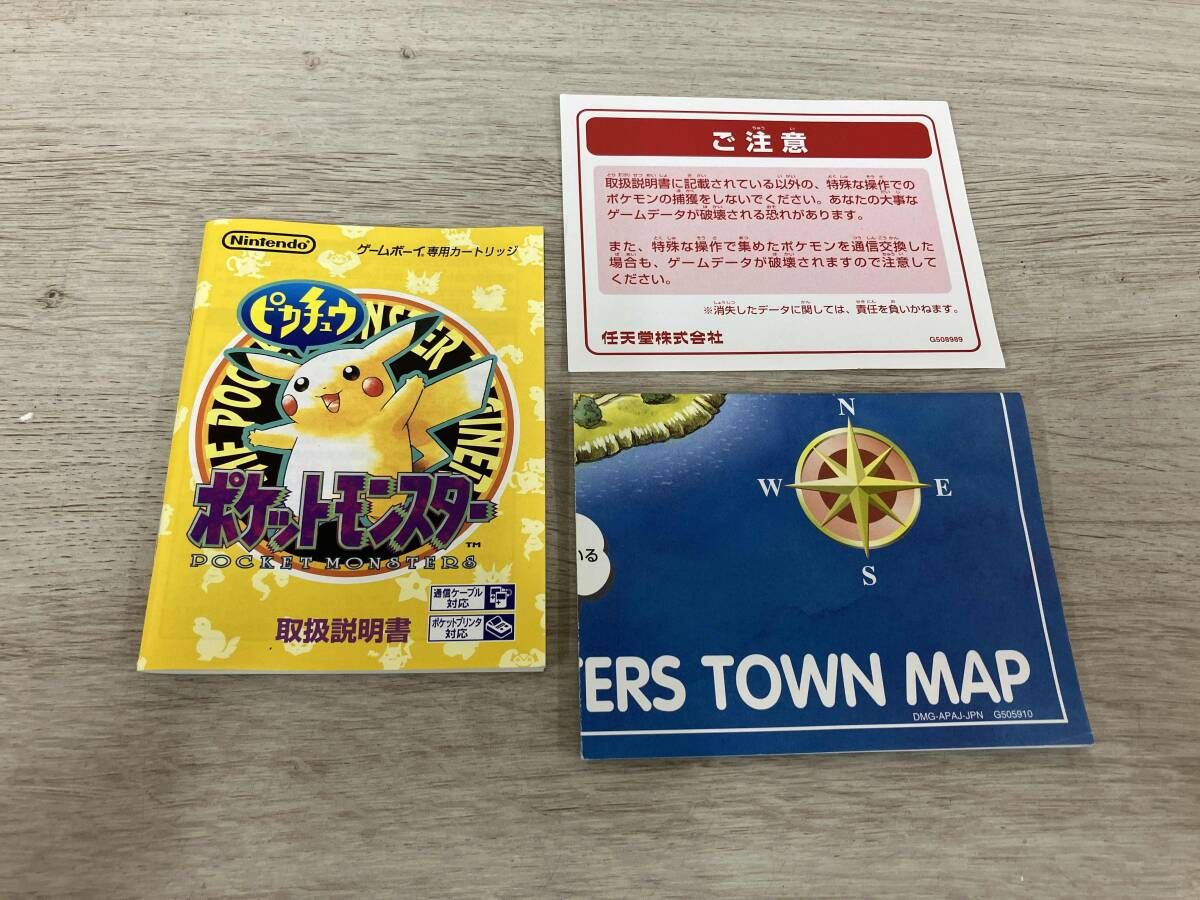 Nintendo
ゲームボーイ専用カートリッジ
ピカチュウ
ポケットモンスター
TM
POCKET MONSTERS
通信ケーブル
対応
ポケットプリンタ
対応
取扱説明書
ご注意
取扱説明書に記載されている以外の、特殊な操作での
ポケモンの捕獲をしないでください。あなたの大事な
ゲームデータが破壊される恐れがあります。
また、特殊な操作で集めたポケモンを通信交換した
場合も、ゲームデータが破壊されますので注意して
ください。
※消失したデータに関しては、責任を負いかねます。
任天堂株式会社
G508989
N
W
E
S
いる
ERS TOWN MAP
DMG-APAJ-JPN G505910